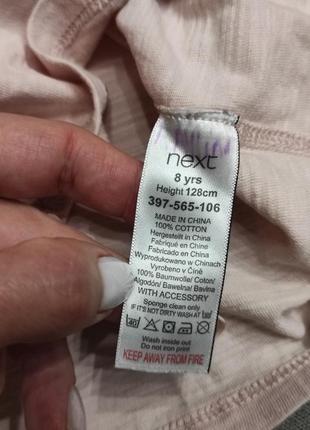 next
8 yrs
Height 128cm
397-565-106
MADE IN CHINA
100% COTTON
Hergestellt in China
Fabriqué en Chine
Fabricado en China
Wyprodukowano w Chinach
Vyrobeno v Číně
100% Baumwolle/ Coton/
Algodón/ Bawełna/ Bavlna
WITH ACCESSORY
Sponge clean only
IF IT'S NOT DIRTY WASH AT
40
Wash inside out
Do not iron print
KEEP AWAY FROM FIRE